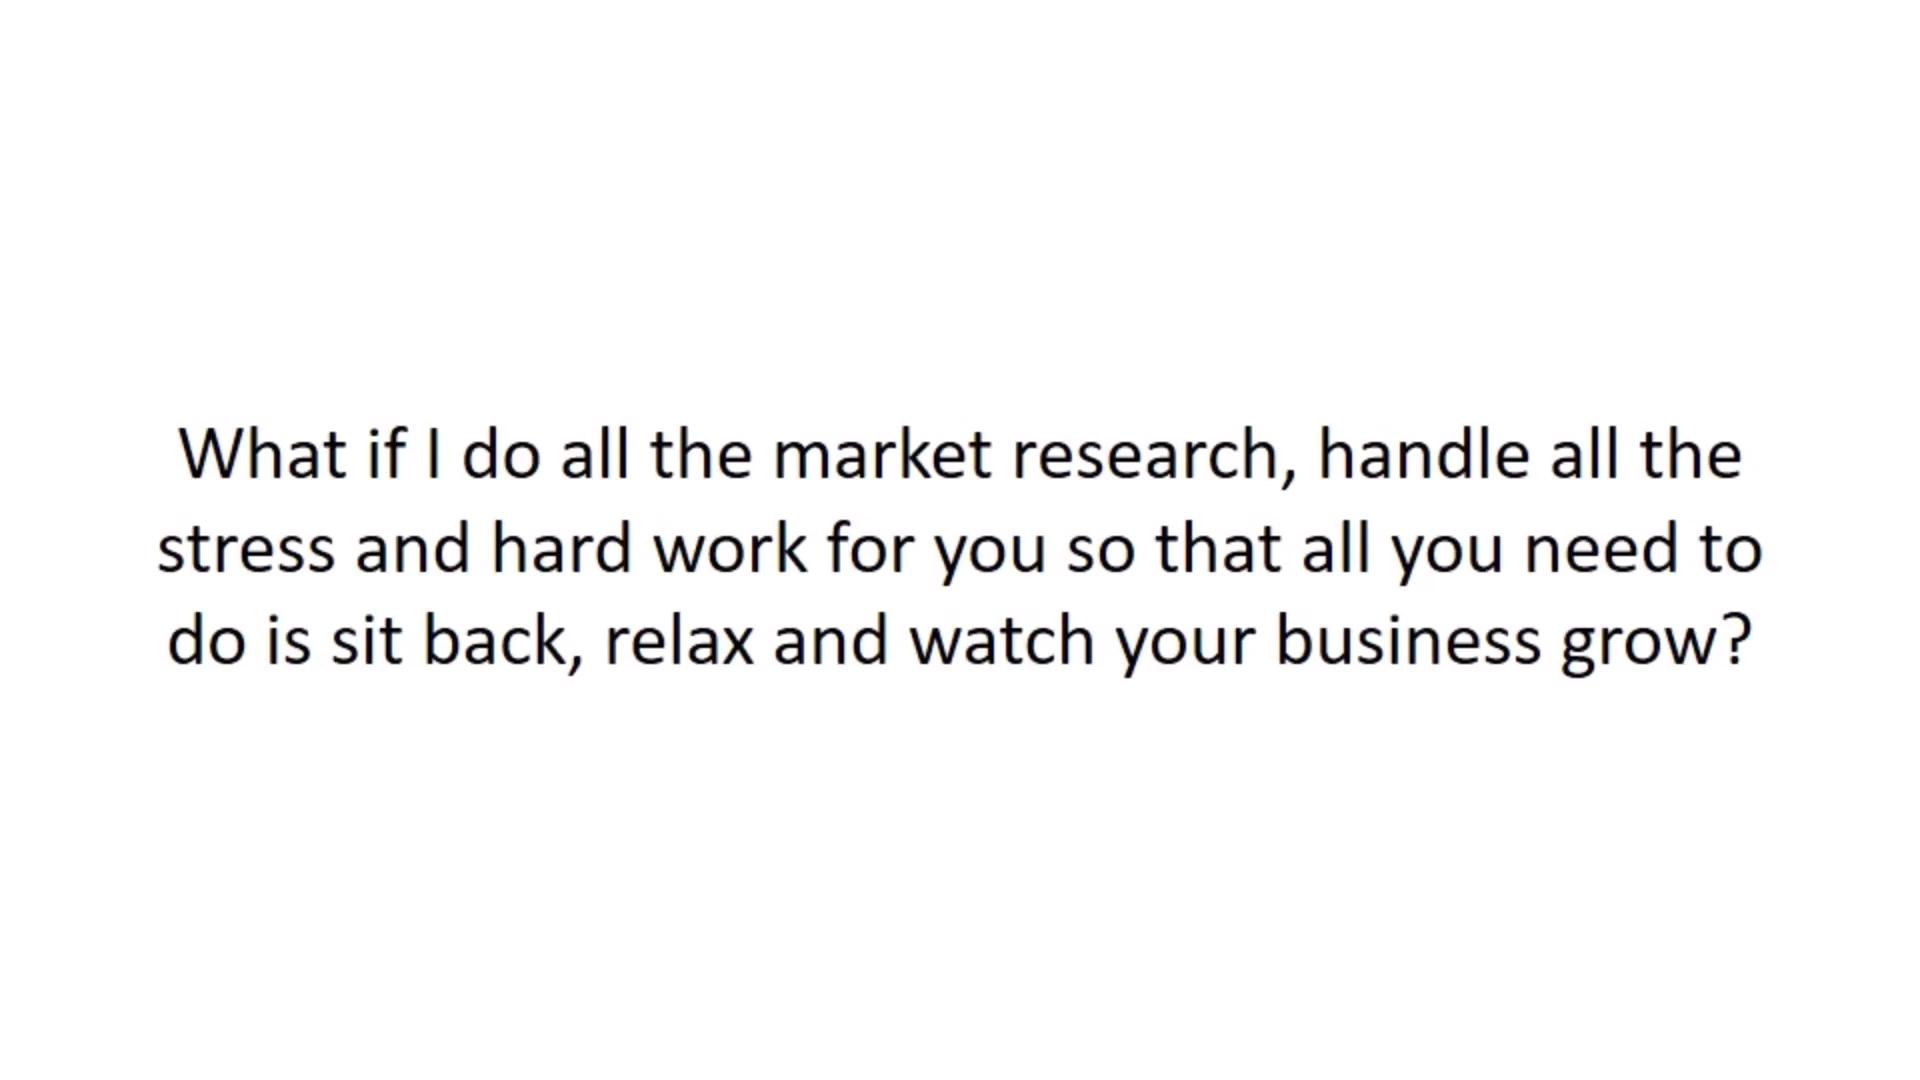 What if I do all the market research, handle all the
stress and hard work for you so that all you need to
do is sit back, relax and watch your business grow?